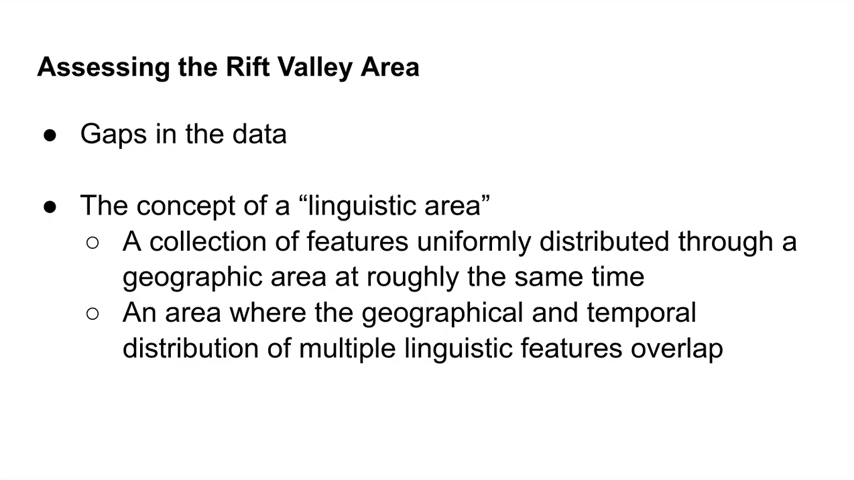 Assessing the Rift Valley Area
● Gaps in the data
● The concept of a “linguistic area”
○ A collection of features uniformly distributed through a
geographic area at roughly the same time
○ An area where the geographical and temporal
distribution of multiple linguistic features overlap